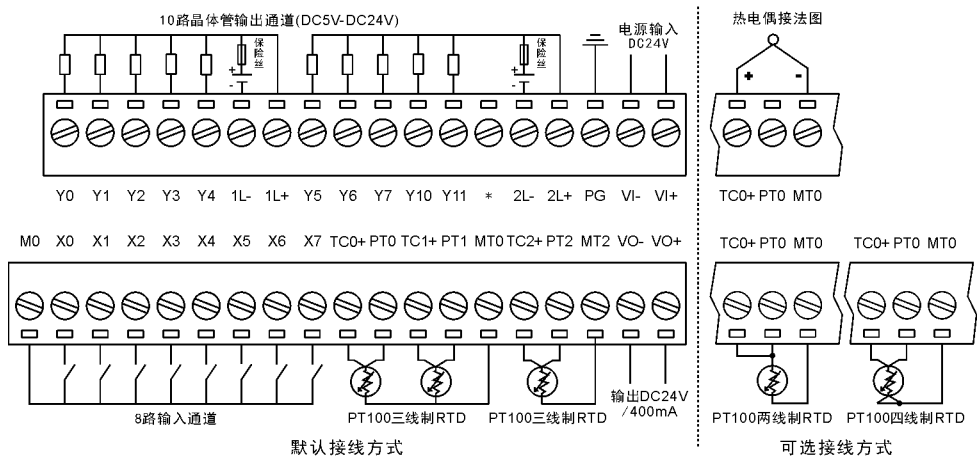 10路晶体管输出通道(DC5V-DC24V)
保险丝
+
-
保险丝
+
-
电源输入
DC24V
Y0 Y1 Y2 Y3 Y4 1L- 1L+ Y5 Y6 Y7 Y10 Y11 * 2L- 2L+ PG VI- VI+
M0 X0 X1 X2 X3 X4 X5 X6 X7 TC0+ PT0 TC1+ PT1 MT0 TC2+ PT2 MT2 VO- VO+
8路输入通道
PT100三线制RTD
PT100三线制RTD
输出DC24V
/400mA
默认接线方式
热电偶接法图
+ -
TC0+ PT0 MT0
TC0+ PT0 MT0
TC0+ PT0 MT0
PT100两线制RTD
PT100四线制RTD
可选接线方式